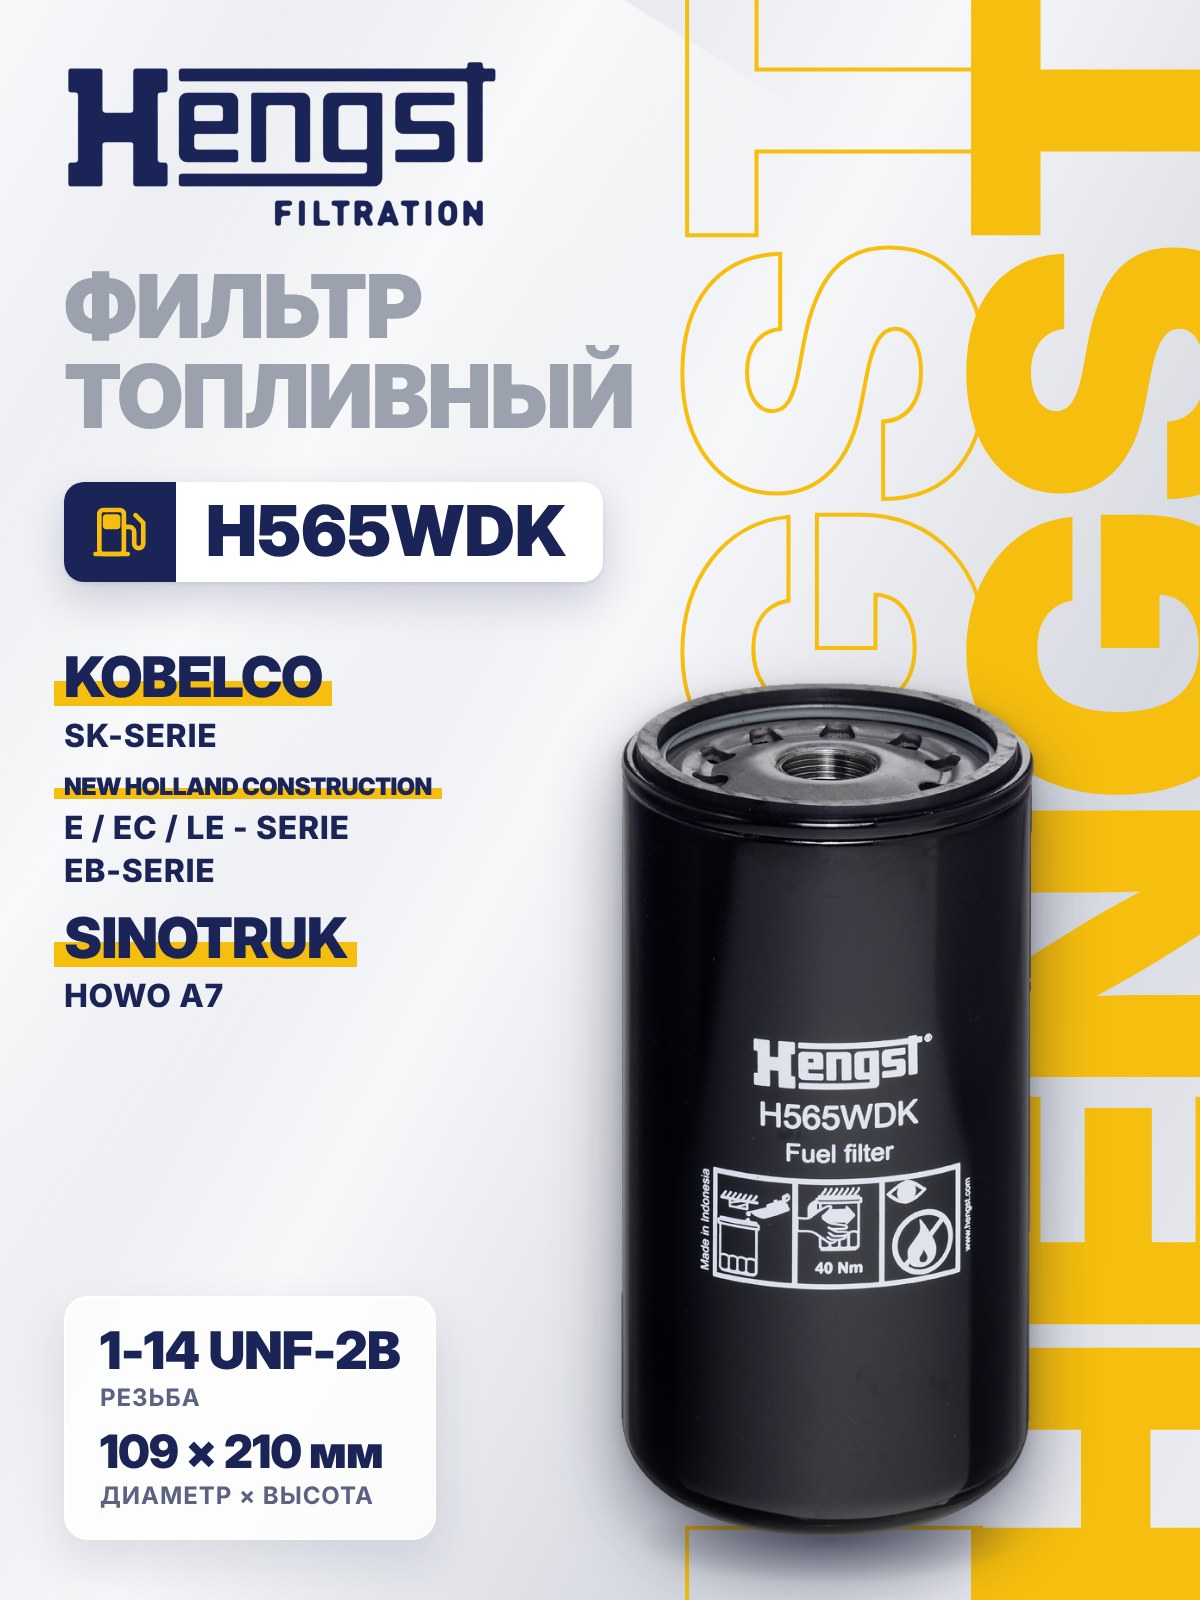 Hengst
FILTRATION
ФИЛЬТР
ТОПЛИВНЫЙ
H565WDK
KOBELCO
SK-SERIE
NEW HOLLAND CONSTRUCTION
E / EC / LE - SERIE
EB-SERIE
SINOTRUK
HOWO A7
1-14 UNF-2B
РЕЗЬБА
109 × 210 мм
ДИАМЕТР × ВЫСОТА
HENGST
Hengst®
H565WDK
Fuel filter
Made in Indonesia
40 Nm
www.hengst.com